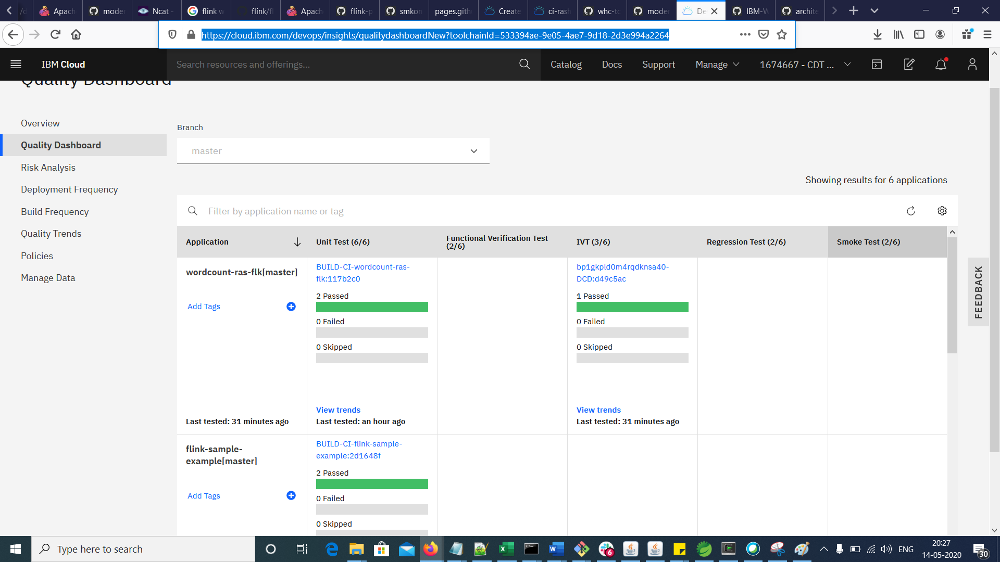 Apach
moder
Ncat -
flink w
flink/fl
Apach
flink-p
smkon
pages.gith
Create
ci-rash
whc-to
moder
De
IBM-W
archite
https://cloud.ibm.com/devops/insights/qualitydashboardNew?toolchainId=533394ae-9e05-4ae7-9d18-2d3e994a2264
IBM Cloud
Search resources and offerings...
Catalog
Docs
Support
Manage
1674667 - CDT ...
Quality Dashboard
Overview
Quality Dashboard
Risk Analysis
Deployment Frequency
Build Frequency
Quality Trends
Policies
Manage Data
Branch
master
Showing results for 6 applications
Filter by application name or tag
Application
Unit Test (6/6)
Functional Verification Test
(2/6)
IVT (3/6)
Regression Test (2/6)
Smoke Test (2/6)
wordcount-ras-flk[master]
Add Tags
Last tested: 31 minutes ago
BUILD-CI-wordcount-ras-
flk:117b2c0
2 Passed
0 Failed
0 Skipped
View trends
Last tested: an hour ago
bp1gkpld0m4rqdknsa40-
DCD:d49c5ac
1 Passed
0 Failed
0 Skipped
View trends
Last tested: 31 minutes ago
flink-sample-
example[master]
Add Tags
BUILD-CI-flink-sample-
example:2d1648f
2 Passed
0 Failed
0 Skipped
FEEDBACK
Type here to search
6
ENG
20:27
14-05-2020
30